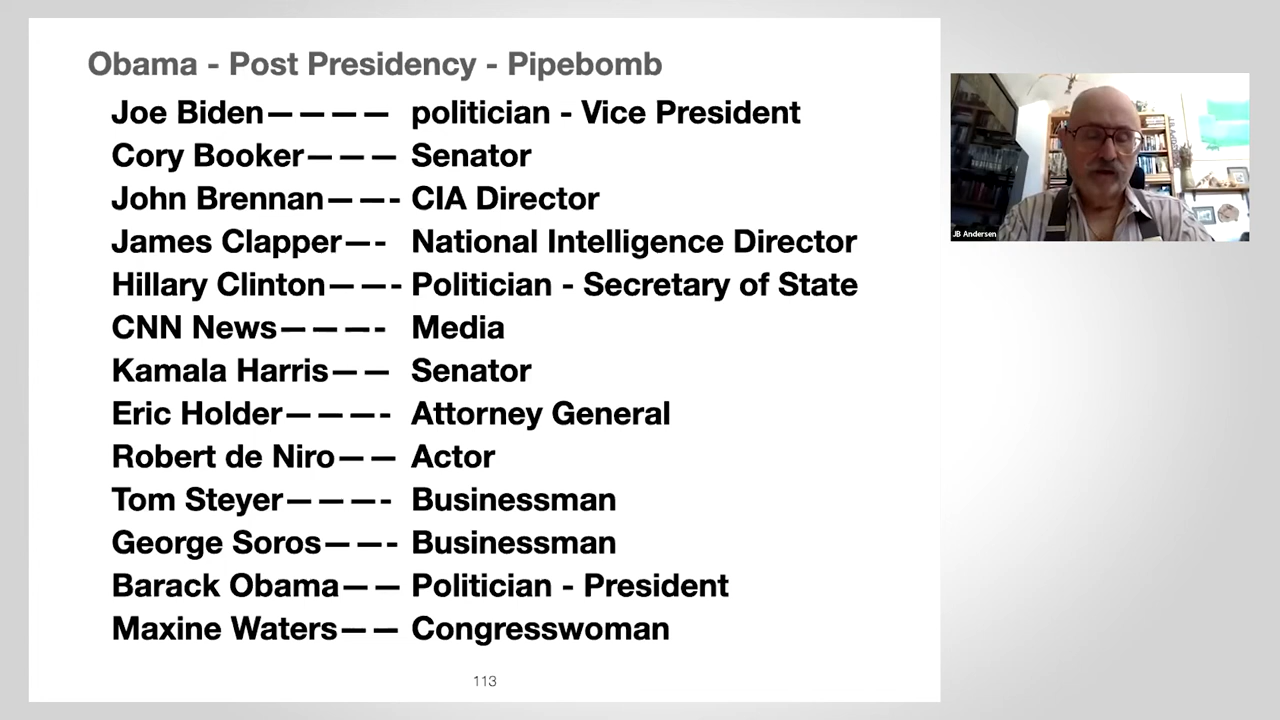 Obama - Post Presidency - Pipebomb
Joe Biden———— politician - Vice President
Cory Booker——— Senator
John Brennan——- CIA Director
James Clapper—- National Intelligence Director
Hillary Clinton——- Politician - Secretary of State
CNN News———- Media
Kamala Harris—— Senator
Eric Holder———- Attorney General
Robert de Niro—— Actor
Tom Steyer———- Businessman
George Soros——- Businessman
Barack Obama—— Politician - President
Maxine Waters—— Congresswoman
113
JB Andersen